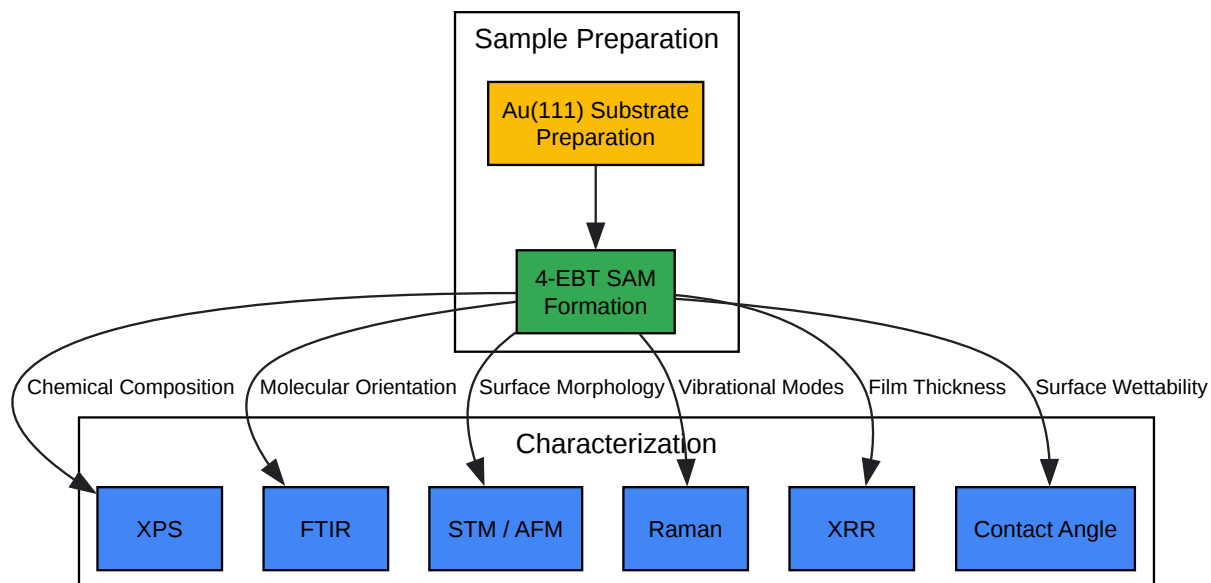 Sample Preparation
Au(111) Substrate
Preparation
4-EBT SAM
Formation
Chemical Composition
Molecular Orientation
Surface Morphology
Vibrational Modes
Film Thickness
Surface Wettability
Characterization
XPS
FTIR
STM / AFM
Raman
XRR
Contact Angle